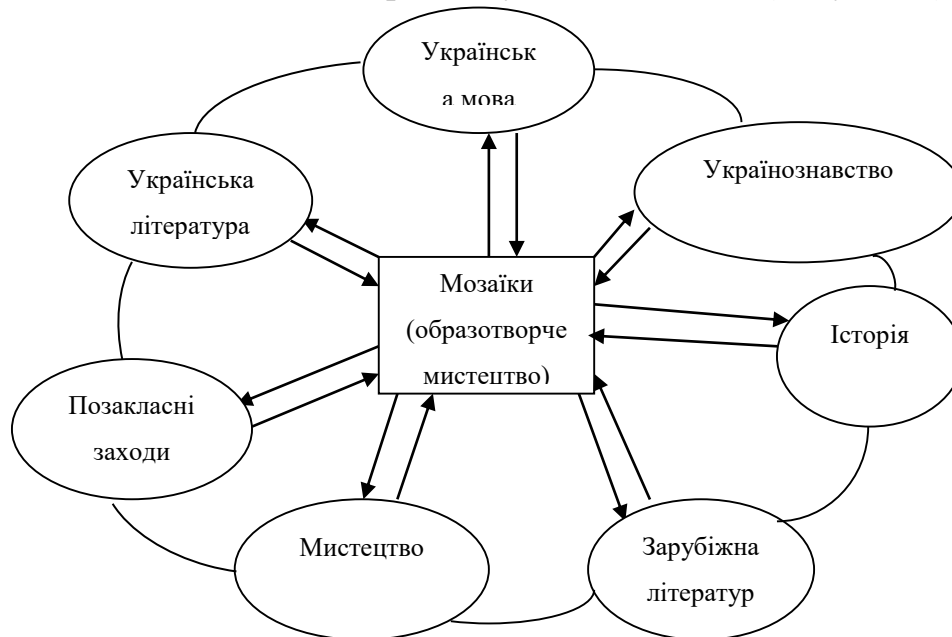 Українськ
а мова
Українознавство
Українська
література
Мозаїки
(образотворче
мистецтво)
Історія
Позакласні
заходи
Мистецтво
Зарубіжна
літератур